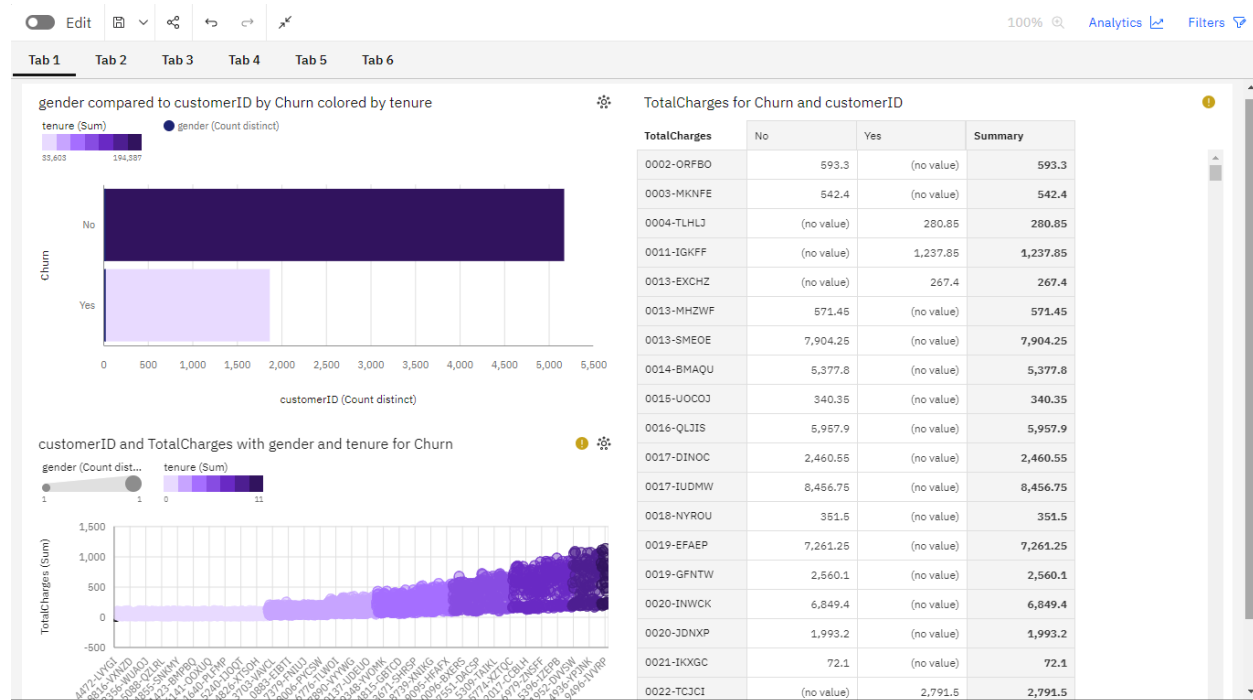 Edit 100% Analytics Filters
Tab 1 Tab 2 Tab 3 Tab 4 Tab 5 Tab 6
gender compared to customerID by Churn colored by tenure
tenure (Sum) gender (Count distinct)
53,603 194,387
Churn
No
Yes
0 500 1,000 1,500 2,000 2,500 3,000 3,500 4,000 4,500 5,000 5,500
customerID (Count distinct)
customerID and TotalCharges with gender and tenure for Churn
gender (Count dist... tenure (Sum)
1 1 0 11
TotalCharges (Sum)
1,500
1,000
500
0
-500
TotalCharges for Churn and customerID
TotalCharges No Yes Summary
0002-ORFBO 593.3 (no value) 593.3
0003-MKNFE 542.4 (no value) 542.4
0004-TLHLJ (no value) 280.85 280.85
0011-IGKFF (no value) 1,237.85 1,237.85
0013-EXCHZ (no value) 267.4 267.4
0013-MHZWF 571.45 (no value) 571.45
0013-SMEOE 7,904.25 (no value) 7,904.25
0014-BMAQU 5,377.8 (no value) 5,377.8
0015-UOCOJ 340.35 (no value) 340.35
0016-QLJIS 5,957.9 (no value) 5,957.9
0017-DINOC 2,460.55 (no value) 2,460.55
0017-IUDMW 8,456.75 (no value) 8,456.75
0018-NYROU 351.5 (no value) 351.5
0019-EFAEP 7,261.25 (no value) 7,261.25
0019-GFNTW 2,560.1 (no value) 2,560.1
0020-INWCK 6,849.4 (no value) 6,849.4
0020-JDNXP 1,993.2 (no value) 1,993.2
0021-IKXGC 72.1 (no value) 72.1
0022-TCJCI (no value) 2,791.5 2,791.5